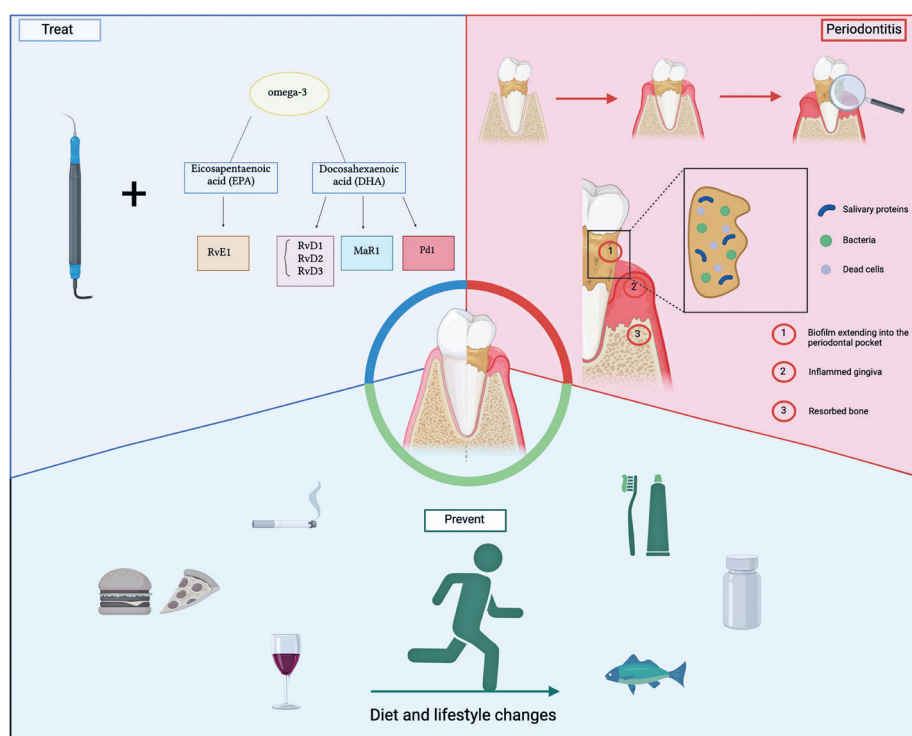 Treat
omega-3
Eicosapentaenoic
acid (EPA)
Docosahexaenoic
acid (DHA)
RvE1
RvD1
RvD2
RvD3
MaR1
Pd1
Periodontitis
Salivary proteins
Bacteria
Dead cells
1
2
3
1 Biofilm extending into the
periodontal pocket
2 Inflammed gingiva
3 Resorbed bone
Prevent
Diet and lifestyle changes